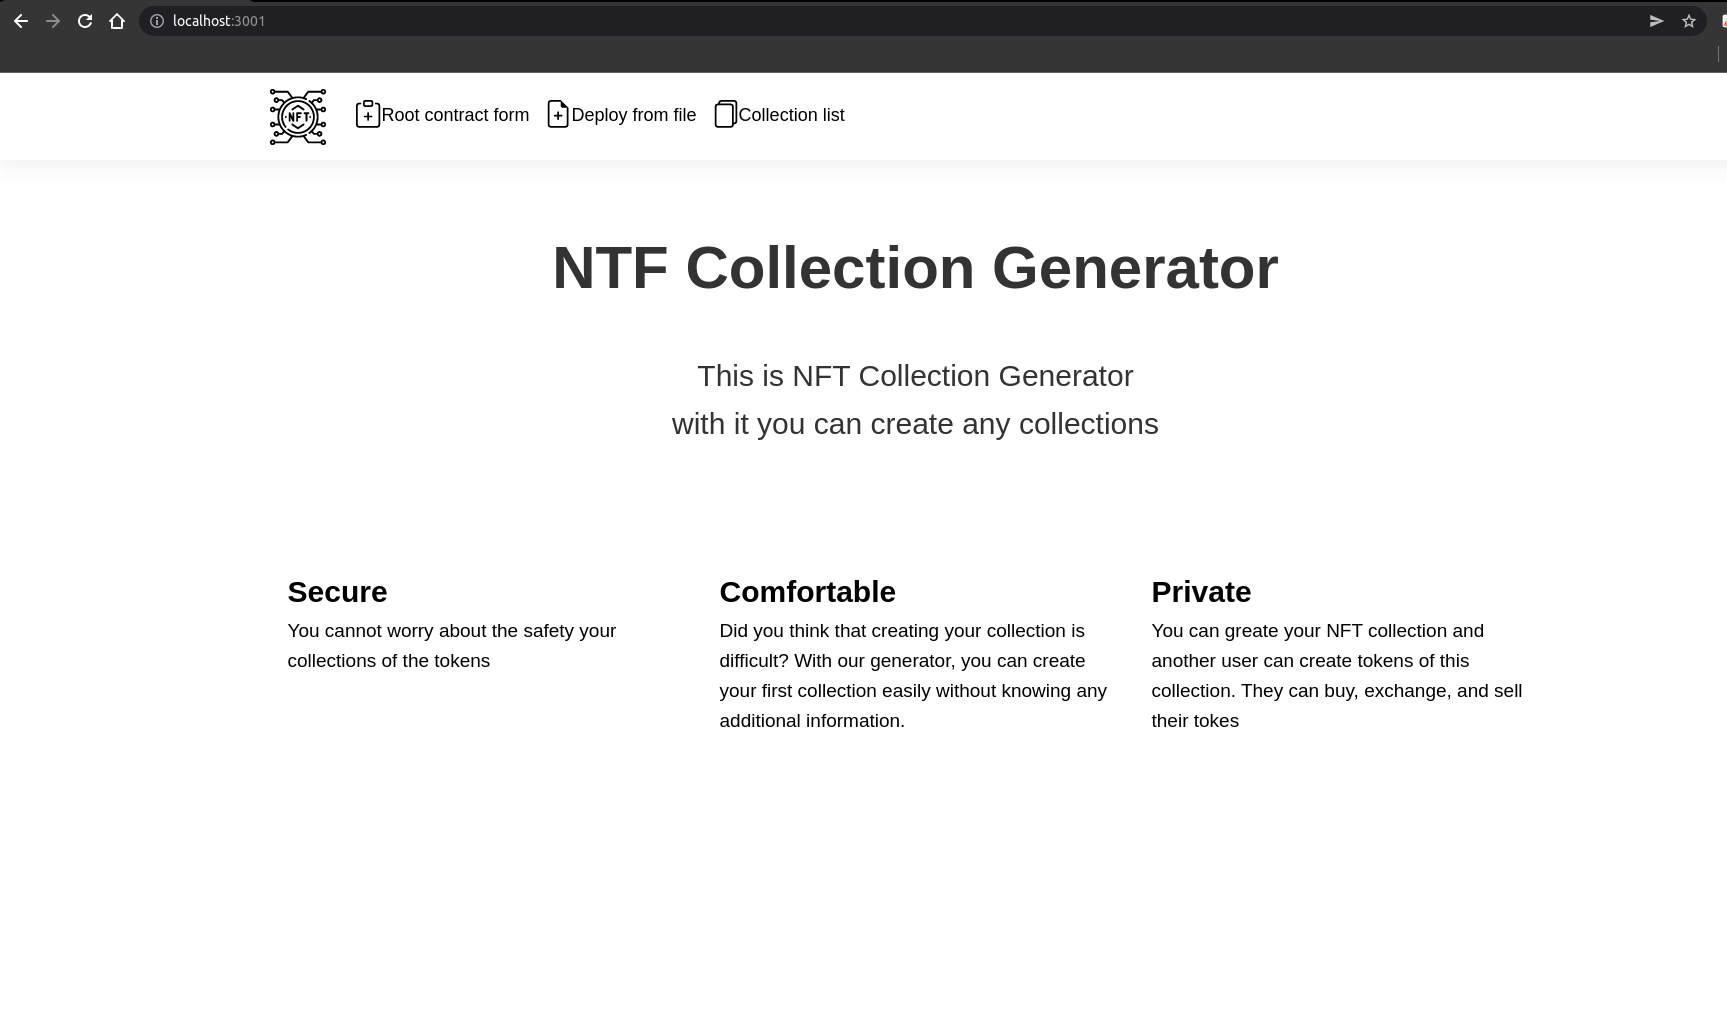 localhost:3001
NFT
Root contract form
Deploy from file
Collection list
NTF Collection Generator
This is NFT Collection Generator
with it you can create any collections
Secure
You cannot worry about the safety your
collections of the tokens
Comfortable
Did you think that creating your collection is
difficult? With our generator, you can create
your first collection easily without knowing any
additional information.
Private
You can greate your NFT collection and
another user can create tokens of this
collection. They can buy, exchange, and sell
their tokes